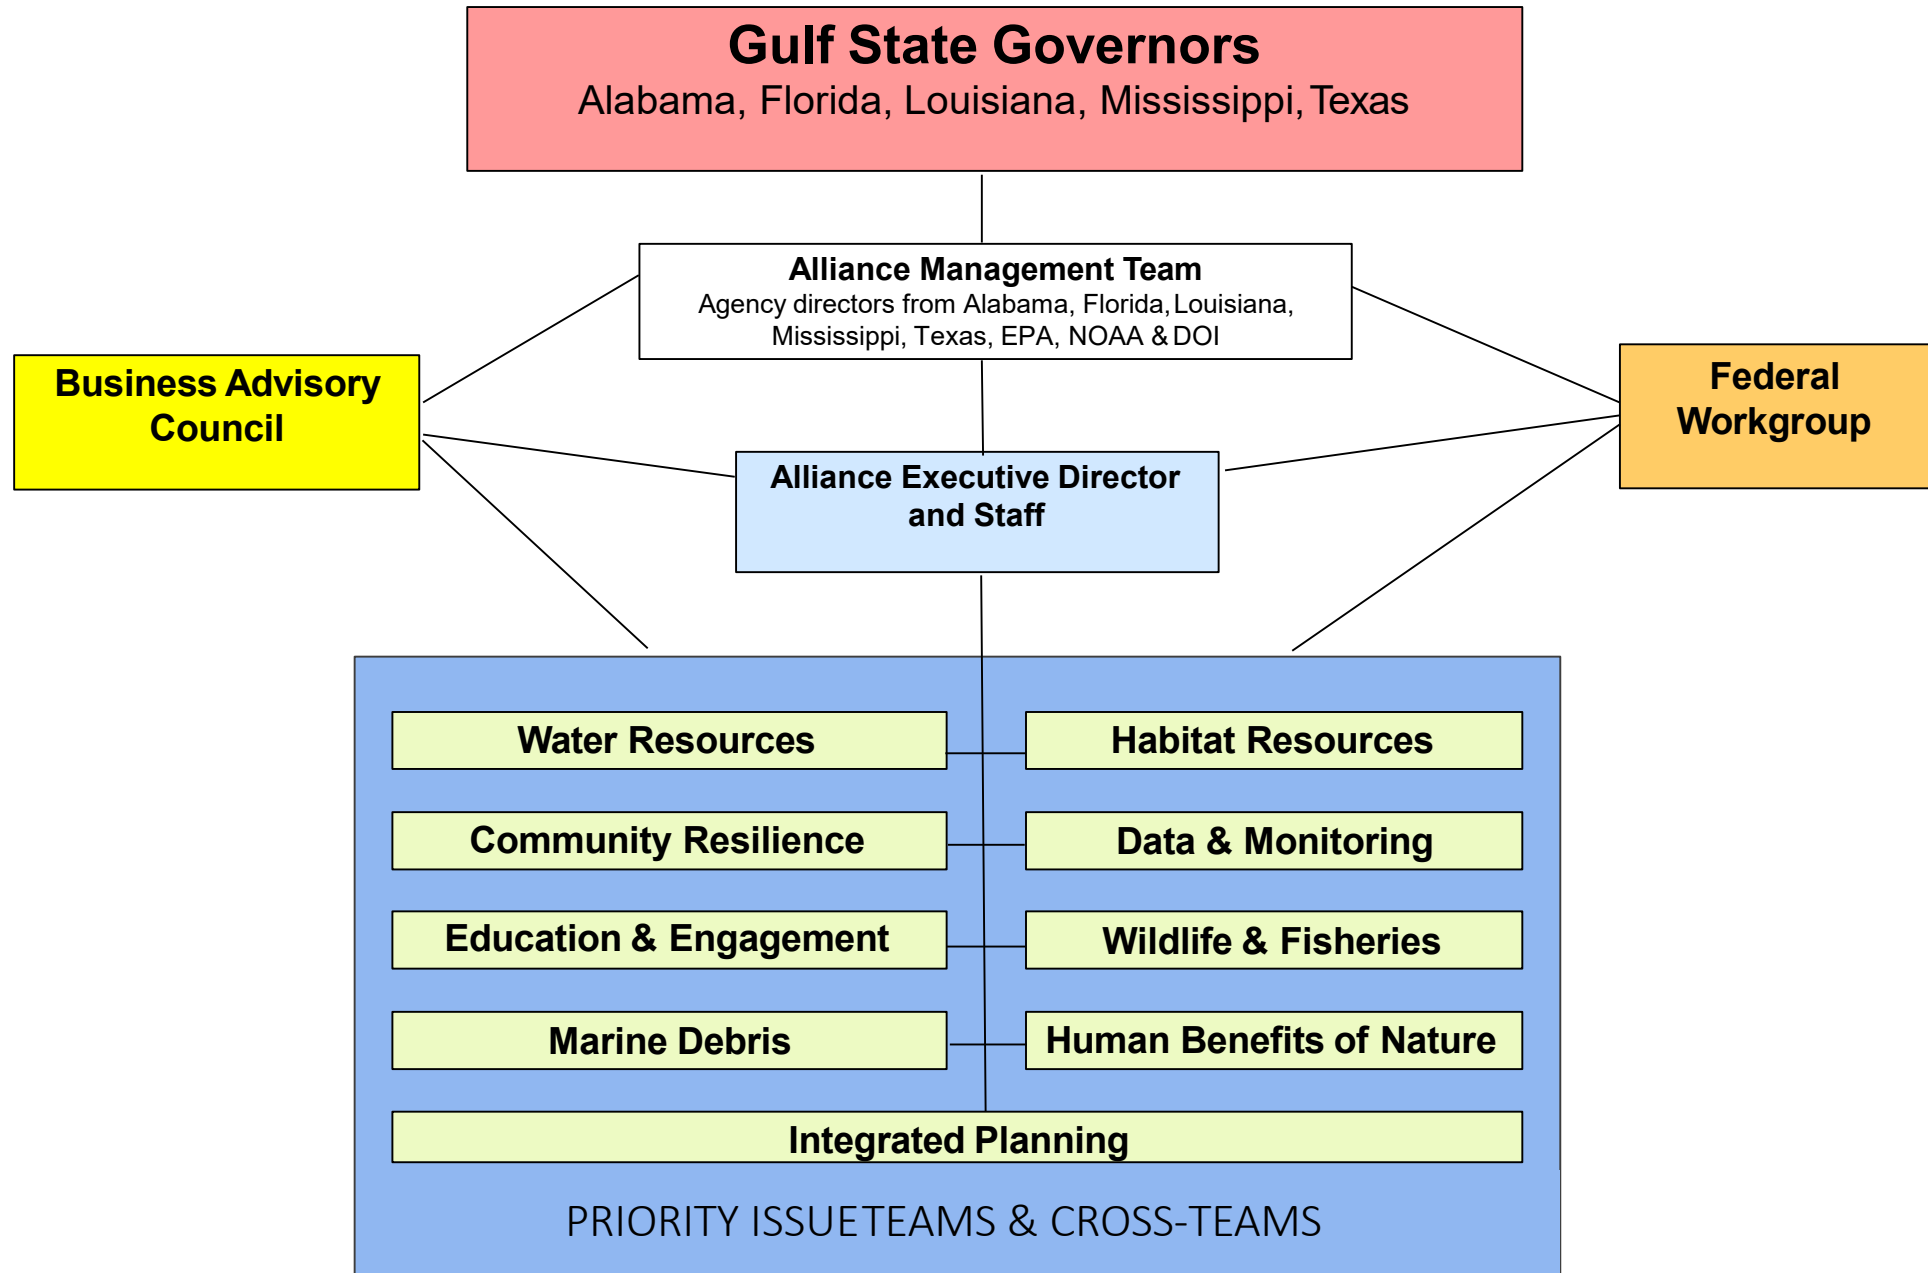 Gulf State Governors
Alabama, Florida, Louisiana, Mississippi, Texas
Alliance Management Team
Agency directors from Alabama, Florida, Louisiana,
Mississippi, Texas, EPA, NOAA & DOI
Business Advisory
Council
Federal
Workgroup
Alliance Executive Director
and Staff
Water Resources
Habitat Resources
Community Resilience
Data & Monitoring
Education & Engagement
Wildlife & Fisheries
Marine Debris
Human Benefits of Nature
Integrated Planning
PRIORITY ISSUETEAMS & CROSS-TEAMS